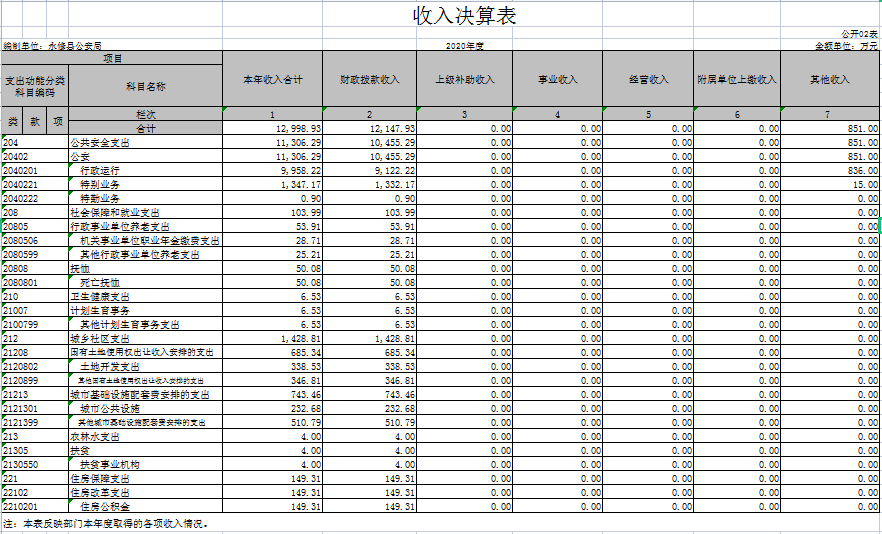 收入决算表
公开02表
编制单位：永修县公安局 2020年度 金额单位：万元
项目 本年收入合计 财政拨款收入 上级补助收入 事业收入 经营收入 附属单位上缴收入 其他收入
支出功能分类科目编码 科目名称
类 款 项 栏次 1 2 3 4 5 6 7
合计 12,998.93 12,147.93 0.00 0.00 0.00 0.00 851.00
204 公共安全支出 11,306.29 10,455.29 0.00 0.00 0.00 0.00 851.00
20402 公安 11,306.29 10,455.29 0.00 0.00 0.00 0.00 851.00
2040201 行政运行 9,958.22 9,122.22 0.00 0.00 0.00 0.00 836.00
2040221 特别业务 1,347.17 1,332.17 0.00 0.00 0.00 0.00 15.00
2040222 特勤业务 0.90 0.90 0.00 0.00 0.00 0.00 0.00
208 社会保障和就业支出 103.99 103.99 0.00 0.00 0.00 0.00 0.00
20805 行政事业单位养老支出 53.91 53.91 0.00 0.00 0.00 0.00 0.00
2080506 机关事业单位职业年金缴费支出 28.71 28.71 0.00 0.00 0.00 0.00 0.00
2080599 其他行政事业单位养老支出 25.21 25.21 0.00 0.00 0.00 0.00 0.00
20808 抚恤 50.08 50.08 0.00 0.00 0.00 0.00 0.00
2080801 死亡抚恤 50.08 50.08 0.00 0.00 0.00 0.00 0.00
210 卫生健康支出 6.53 6.53 0.00 0.00 0.00 0.00 0.00
21007 计划生育事务 6.53 6.53 0.00 0.00 0.00 0.00 0.00
2100799 其他计划生育事务支出 6.53 6.53 0.00 0.00 0.00 0.00 0.00
212 城乡社区支出 1,428.81 1,428.81 0.00 0.00 0.00 0.00 0.00
21208 国有土地使用权出让收入安排的支出 685.34 685.34 0.00 0.00 0.00 0.00 0.00
2120802 土地开发支出 338.53 338.53 0.00 0.00 0.00 0.00 0.00
2120899 其他国有土地使用权出让收入安排的支出 346.81 346.81 0.00 0.00 0.00 0.00 0.00
21213 城市基础设施配套费安排的支出 743.46 743.46 0.00 0.00 0.00 0.00 0.00
2121301 城市公共设施 232.68 232.68 0.00 0.00 0.00 0.00 0.00
2121399 其他城市基础设施配套费安排的支出 510.79 510.79 0.00 0.00 0.00 0.00 0.00
213 农林水支出 4.00 4.00 0.00 0.00 0.00 0.00 0.00
21305 扶贫 4.00 4.00 0.00 0.00 0.00 0.00 0.00
2130550 扶贫事业机构 4.00 4.00 0.00 0.00 0.00 0.00 0.00
221 住房保障支出 149.31 149.31 0.00 0.00 0.00 0.00 0.00
22102 住房改革支出 149.31 149.31 0.00 0.00 0.00 0.00 0.00
2210201 住房公积金 149.31 149.31 0.00 0.00 0.00 0.00 0.00
注：本表反映部门本年度取得的各项收入情况。